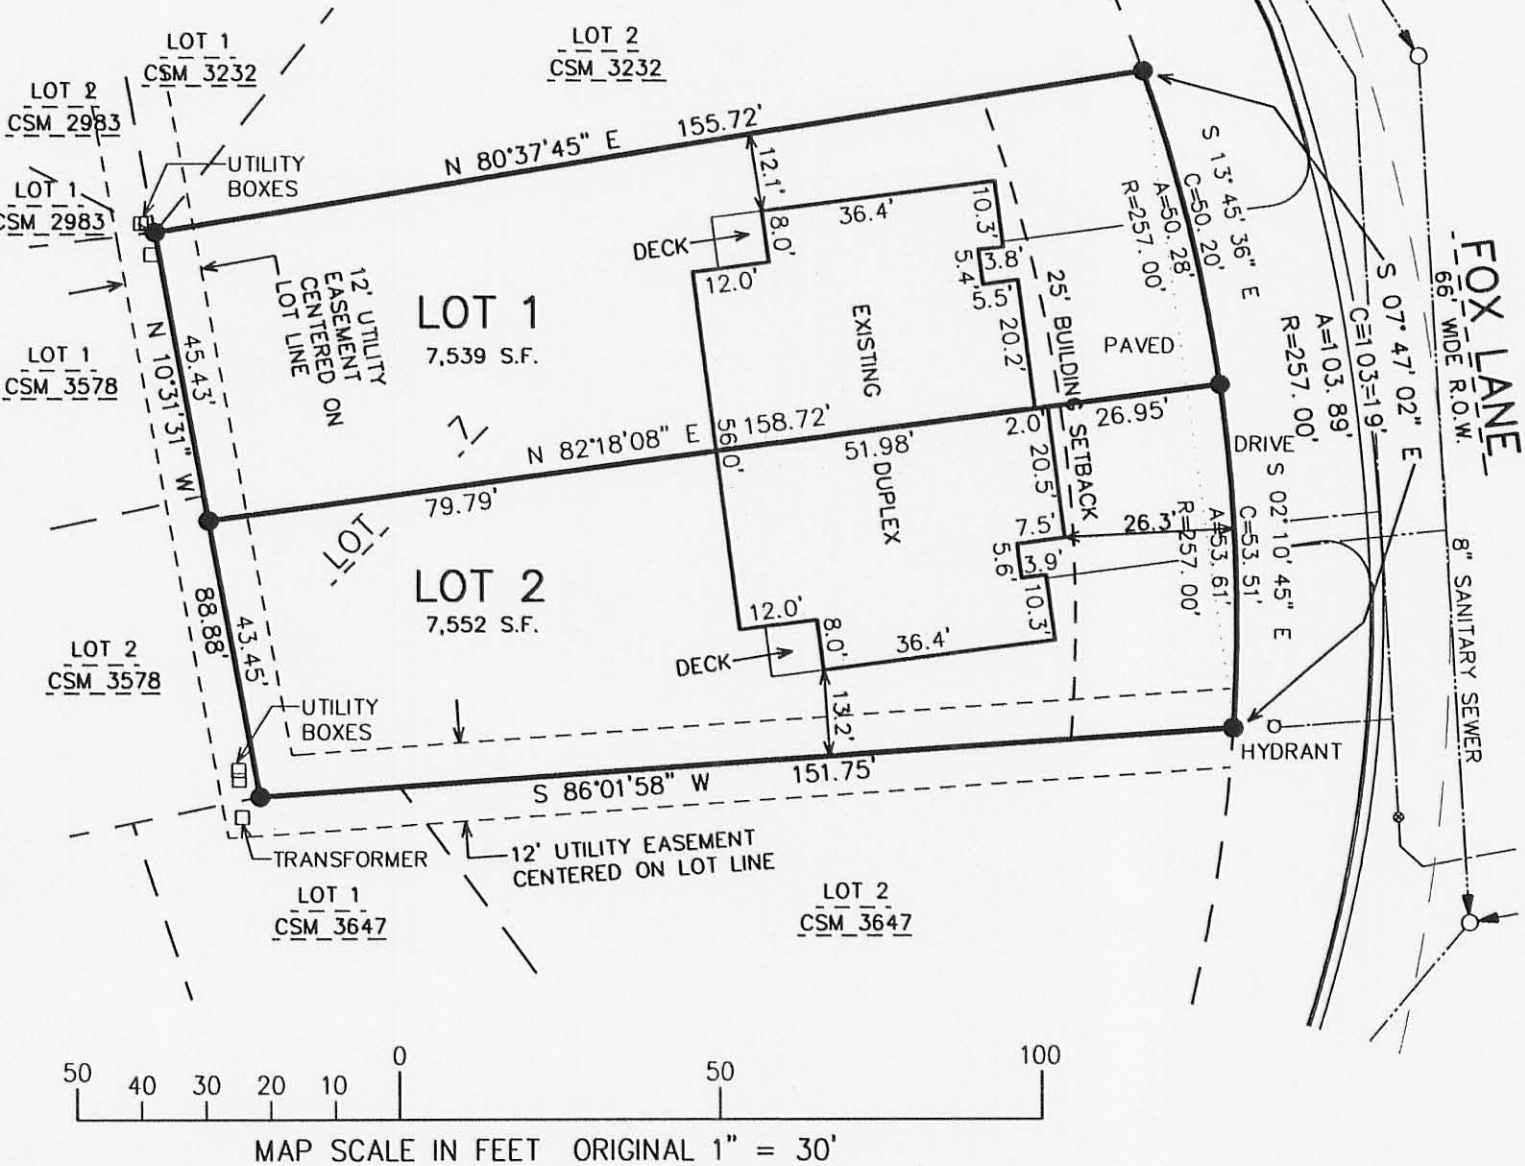 LOT 1
CSM 3232
LOT 2
CSM 3232
LOT 2
CSM 2983
LOT 1
CSM 2983
UTILITY
BOXES
N 80°37'45" E
155.72'
12.1'
36.4'
10.3'
8.0'
DECK
12.0'
3.8'
5.4'
5.5'
20.2'
S 13° 45' 36" E
C=50. 20'
A=50. 28'
R=257. 00'
FOX LANE
66' WIDE R.O.W.
S 07° 47' 02" E
C=103=19'
A=103. 89'
R=257. 00'
12' UTILITY
EASEMENT
CENTERED ON
LOT LINE
LOT 1
7,539 S.F.
EXISTING
25' BUILDING SETBACK
PAVED
LOT 1
CSM 3578
N 10°31'31" W
45.43'
N 82°18'08" E
158.72'
56.0'
51.98'
2.0'
26.95'
DRIVE
79.79'
7
LOT
DUPLEX
20.5'
7.5'
26.3'
5.6'
3.9'
10.3'
S 02° 10' 45" E
C=53. 51'
A=53. 61'
R=257. 00'
8" SANITARY SEWER
LOT 2
7,552 S.F.
88.88'
43.45'
12.0'
8.0'
36.4'
DECK
13.2'
LOT 2
CSM 3578
UTILITY
BOXES
HYDRANT
S 86°01'58" W
151.75'
TRANSFORMER
12' UTILITY EASEMENT
CENTERED ON LOT LINE
LOT 1
CSM 3647
LOT 2
CSM 3647
50 40 30 20 10 0 50 100
MAP SCALE IN FEET ORIGINAL 1" = 30'